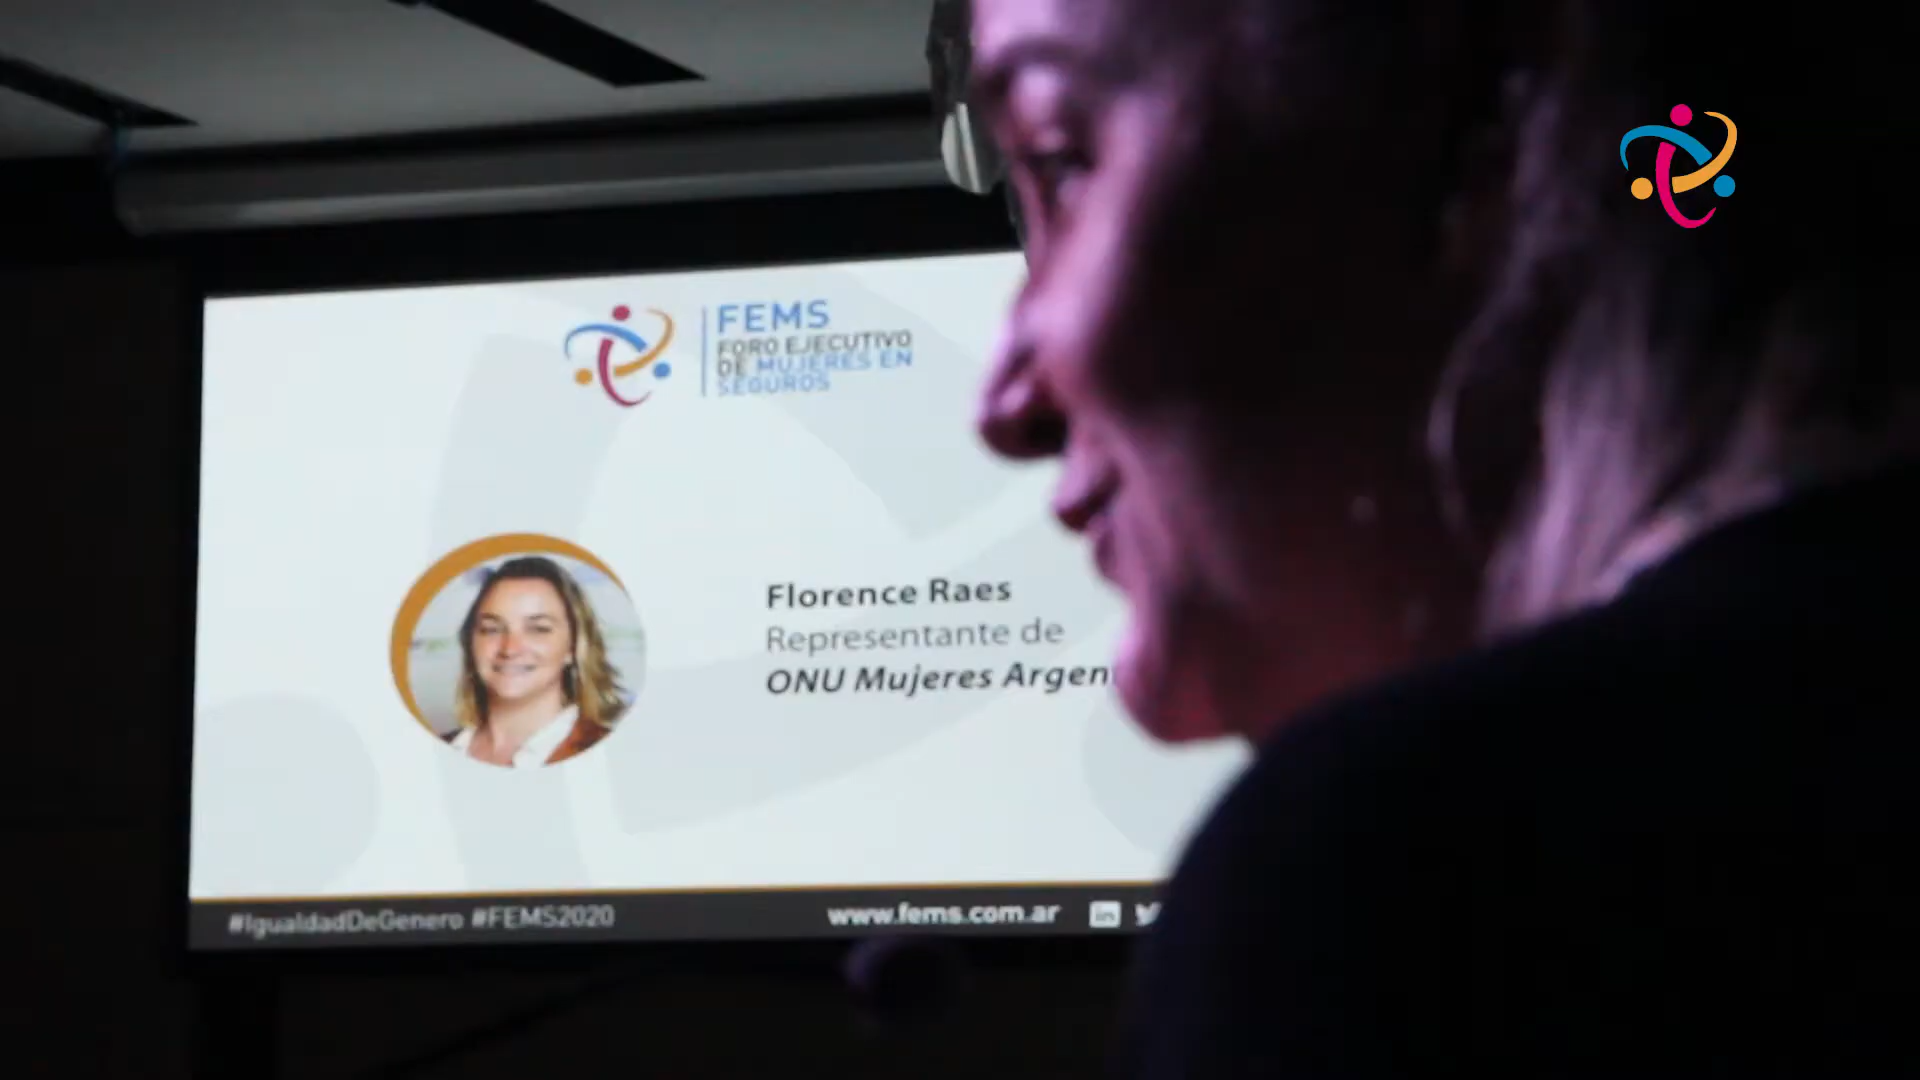 FEMS
FORO EJECUTIVO
DE MUJERES EN
SEGUROS
Florence Raes
Representante de
ONU Mujeres Argen
#IgualdadDeGenero #FEMS2020
www.fems.com.ar in